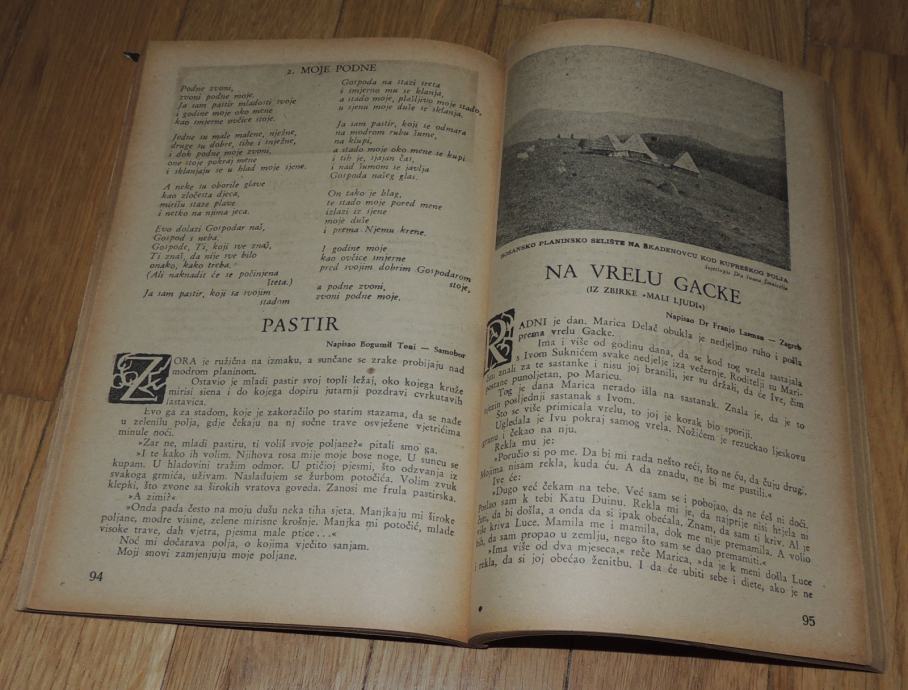 2. MOJE PODNE
Podne zvoni,
zvoni podne moje.
Ja sam pastir mladosti svoje
i godine moje oko mene
kao smjerne ovčice stoje.
Jedne su male malene, nježne,
druge su dobre, tihe i snježne,
i dok podne moje zvoni,
one stoje pokraj mene
i sklanjaju se u hlad moje sjene.
A neke su oborile glave
kao zločesta djeca,
mirišu staze plave
i netko na njima jeca.
Evo dolazi Gospodar naš,
Gospod s neba.
Gospode, Ti, koji sve znaš,
Ti znaš, da nije sve bilo
onako, kako treba.
(Ali naknadit će se počinjena
šteta.)
Ja sam pastir, koji sa svojim
stadom
Gospoda na stazi sreta
i smjerno mu se klanja,
a stado moje, plašljivo moje stado,
u sjenu moje duše se sklanja.
Ja sam pastir, koji se odmara
na modrom rubu šume,
na klupi,
a stado moje oko mene se kupi
i tih je, sjajan čas,
i nad šumom se javlja
Gospoda našeg glas.
On tako je blag,
te stado moje pored mene
izlazi iz sjene
moje duše
i prema Njemu krene.
I godine moje
kao ovčice smjerne
pred svojim dobrim Gospodarom
stoje,
a podne zvoni,
zvoni podne moje.
PASTIR
Napisao Bogumil Toni — Samobor
ZORA je ružična na izmaku, a sunčane se zrake probijaju nad
modrom planinom.
Ostavio je mladi pastir svoj topli ležaj, oko kojega kruže
mirisi siena i do kojega dopiru jutarnji pozdravi cvrkutavih
lastavica.
Evo ga za stadom, koje je zakoračilo po starim stazama, da se nađe
u zelenilu polja, gdje čekaju na nj sočne trave osvježene vjetrićima
minule noći.
»Zar ne, mladi pastiru, ti voliš svoje poljane?« pitali smo ga.
»I te kako ih volim. Njihova rosa mije moje bose noge. U suncu se
kupam. U hladovini tražim odmor. U ptičjoj pjesmi, što odzvanja iz
svakoga grmića, uživam. Naslađujem se žurbom potočića. Volim zvuk
klepki, što zvone sa širokih vratova goveda. Zanosi me frula pastirska.
»A zimi?«
»Onda pada često na moju dušu neka tiha sjeta. Manjkaju mi široke
poljane, modre visine, zelene mirisne krošnje. Manjka mi potočić, mlade
visoke trave, dah vjetra, pjesma male ptice . . .«
Noć mi dočarava polja, o kojima vječito sanjam.
Moji snovi zamjenjuju moje poljane.
94
BOSANSKO PLANINSKO SELIŠTE NA SKADENOVCU KOD KUPREŠKOG POLJA
NA VRELU GACKE
(IZ ZBIRKE »MALI LJUDI«)
Napisao Dr Franjo Lasman — Zagreb
RADNI je dan. Marica Delač obukla je nedjeljno ruho i pošla
prema vrelu Gacke.
Ima i više od godinu dana, da se kod tog vrela sastajala
s Ivom Suknićem svake nedjelje iza večernje. Roditelji su Mari-
čini znali za te sastanke i nisu joj branili, jer su držali, da će Ive, čim
postane punoljetan, po Maricu.
Tog je dana Marica nerado išla na sastanak. Znala je, da je to
njezin posljednji sastanak s Ivom.
Što se više primicala vrelu, to joj je korak bio sporiji.
Ugledala je Ivu pokraj samog vrela. Nožićem je rezuckao ljeskovu
granu i čekao na nju.
Rekla mu je:
»Poručio si po me. Da bi mi rada nešto reći, što ne ću, da čuju drugi.
Mojima nisam rekla, kuda ću. A da znadu, ne bi me pustili.«
Ive će:
»Dugo već čekam na tebe. Već sam se i pobojao, da ne ćeš ni doći.
Poslao sam k tebi Katu Duinu. Rekla mi je, da najprije nisi htjela ni
čuti, da bi došla, a onda da si ipak obećala. Znam, da sam ti kriv. Al je
više kriva Luce. Mamila me i mamila, dok me nije premamila. A volio
bih, da sam propao u zemlju, nego što sam se dao premamiti.«
»Ima više od dva mjeseca,« reče Marica, »da je k meni došla Luce
i rekla, da si joj obećao ženitbu. I da će ubiti sebe i diete, ako je ne
95